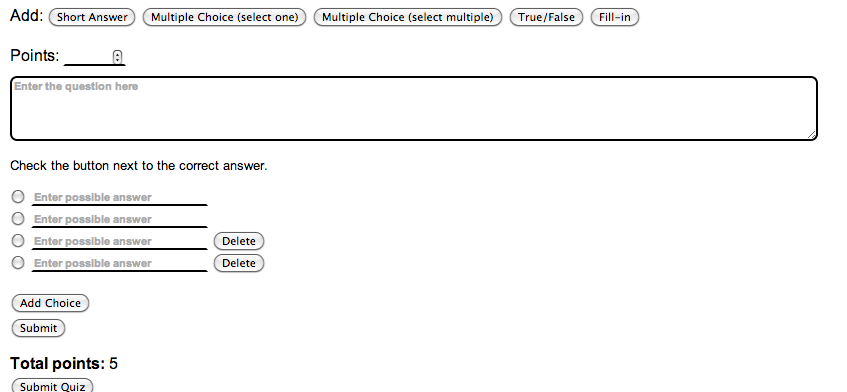 Add: Short Answer Multiple Choice (select one) Multiple Choice (select multiple) True/False Fill-in
Points:
Enter the question here
Check the button next to the correct answer.
Enter possible answer
Enter possible answer
Enter possible answer Delete
Enter possible answer Delete
Add Choice
Submit
Total points: 5
Submit Quiz